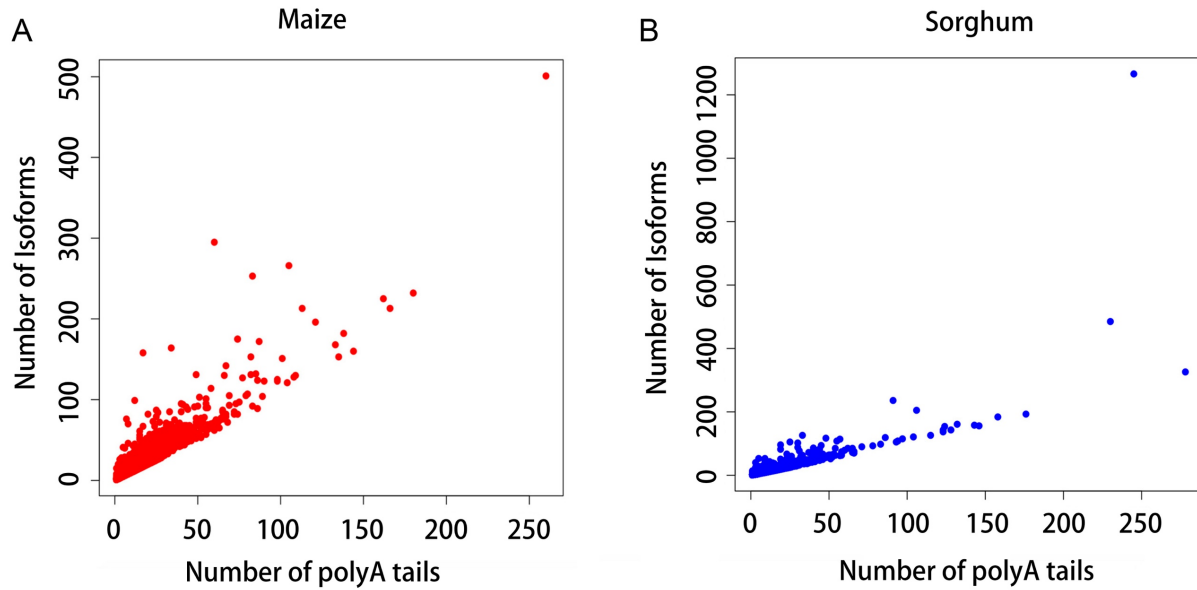 A
Maize
Number of Isoforms
500
400
300
200
100
0
0 50 100 150 200 250
Number of polyA tails
B
Sorghum
Number of Isoforms
1200
1000
800
600
400
200
0
0 50 100 150 200 250
Number of polyA tails